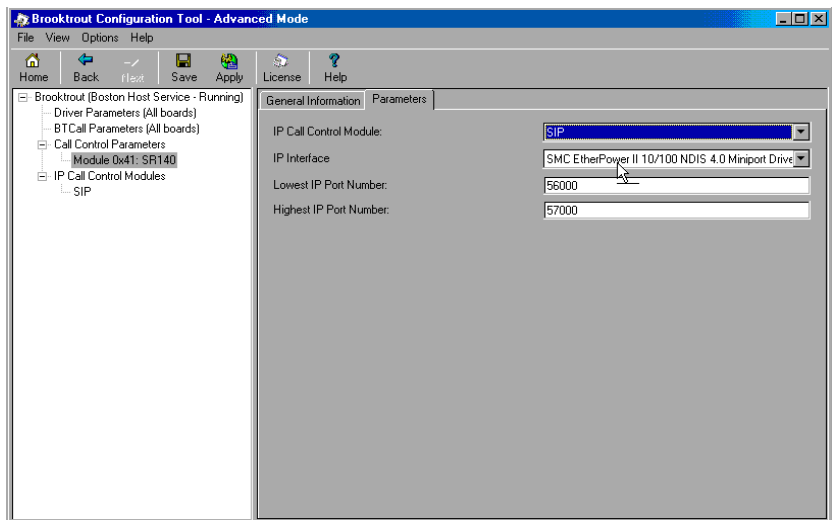 Brooktrout Configuration Tool - Advanced Mode
File View Options Help
Home Back Next Save Apply License Help
Brooktrout (Boston Host Service - Running)
Driver Parameters (All boards)
BTCall Parameters (All boards)
Call Control Parameters
Module 0x41: SR140
IP Call Control Modules
SIP
General Information Parameters
IP Call Control Module: SIP
IP Interface SMC EtherPower II 10/100 NDIS 4.0 Miniport Drive
Lowest IP Port Number: 56000
Highest IP Port Number: 57000